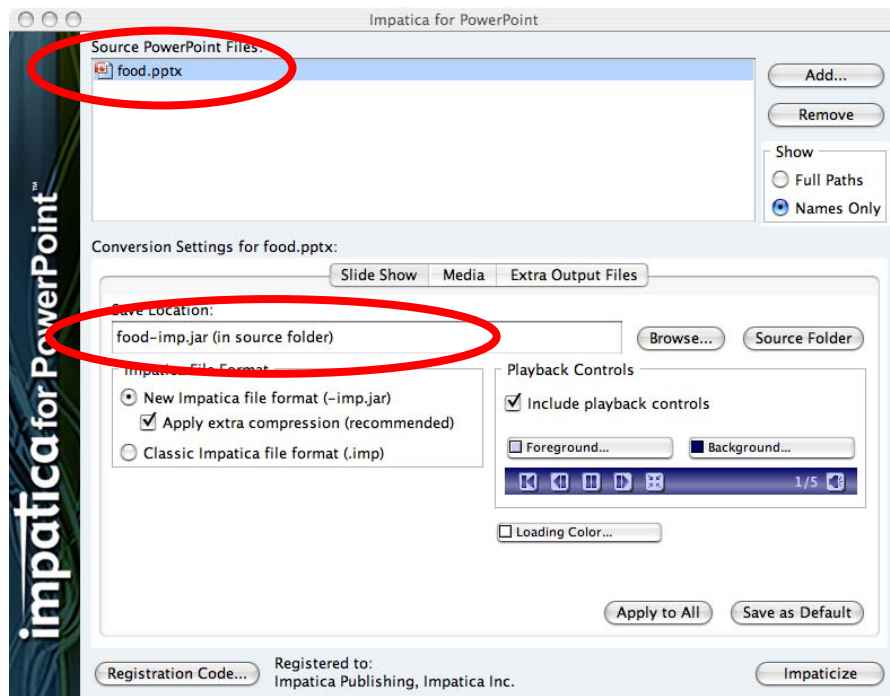 Impatica for PowerPoint
Source PowerPoint Files:
food.pptx
Add...
Remove
Show
Full Paths
Names Only
impatica for PowerPoint™
Conversion Settings for food.pptx:
Slide Show Media Extra Output Files
Save Location:
food-imp.jar (in source folder)
Browse... Source Folder
Impatica File Format
New Impatica file format (-imp.jar)
Apply extra compression (recommended)
Classic Impatica file format (.imp)
Playback Controls
Include playback controls
Foreground... Background...
1/5
Loading Color...
Apply to All Save as Default
Registration Code...
Registered to:
Impatica Publishing, Impatica Inc.
Impaticize